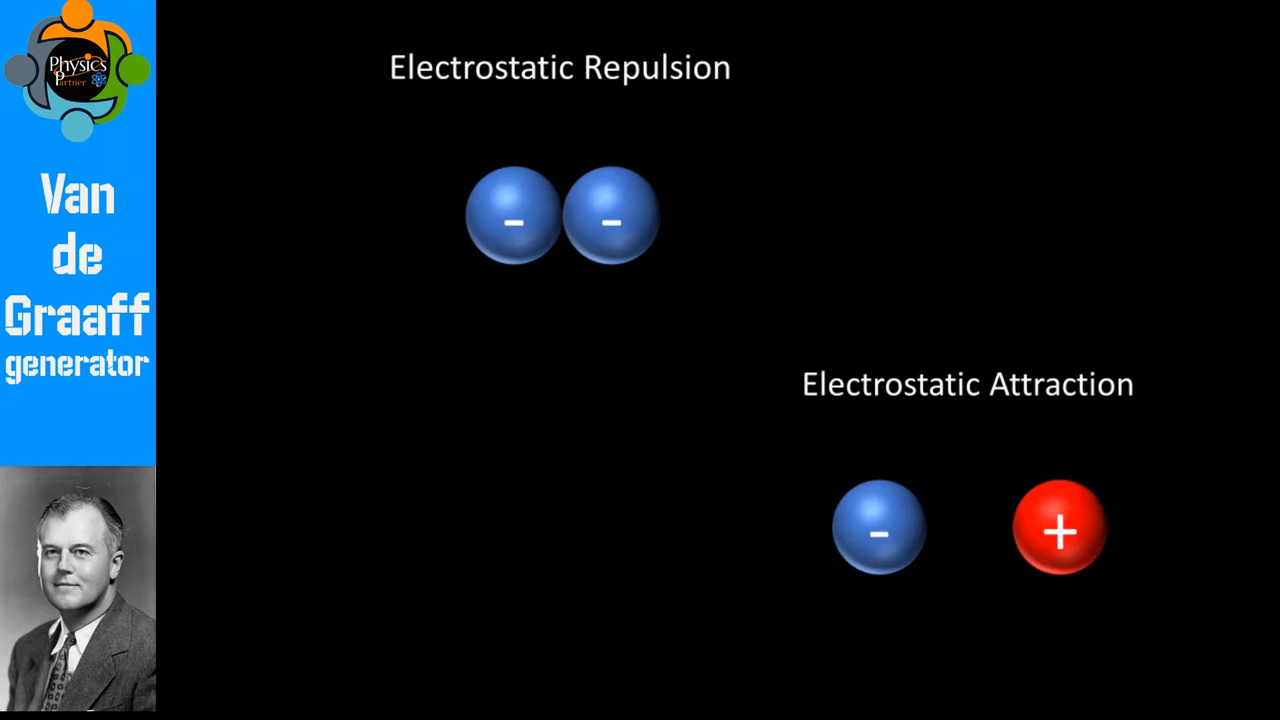 Physics
Partner
Van
de
Graaff
generator
Electrostatic Repulsion
- -
Electrostatic Attraction
- +